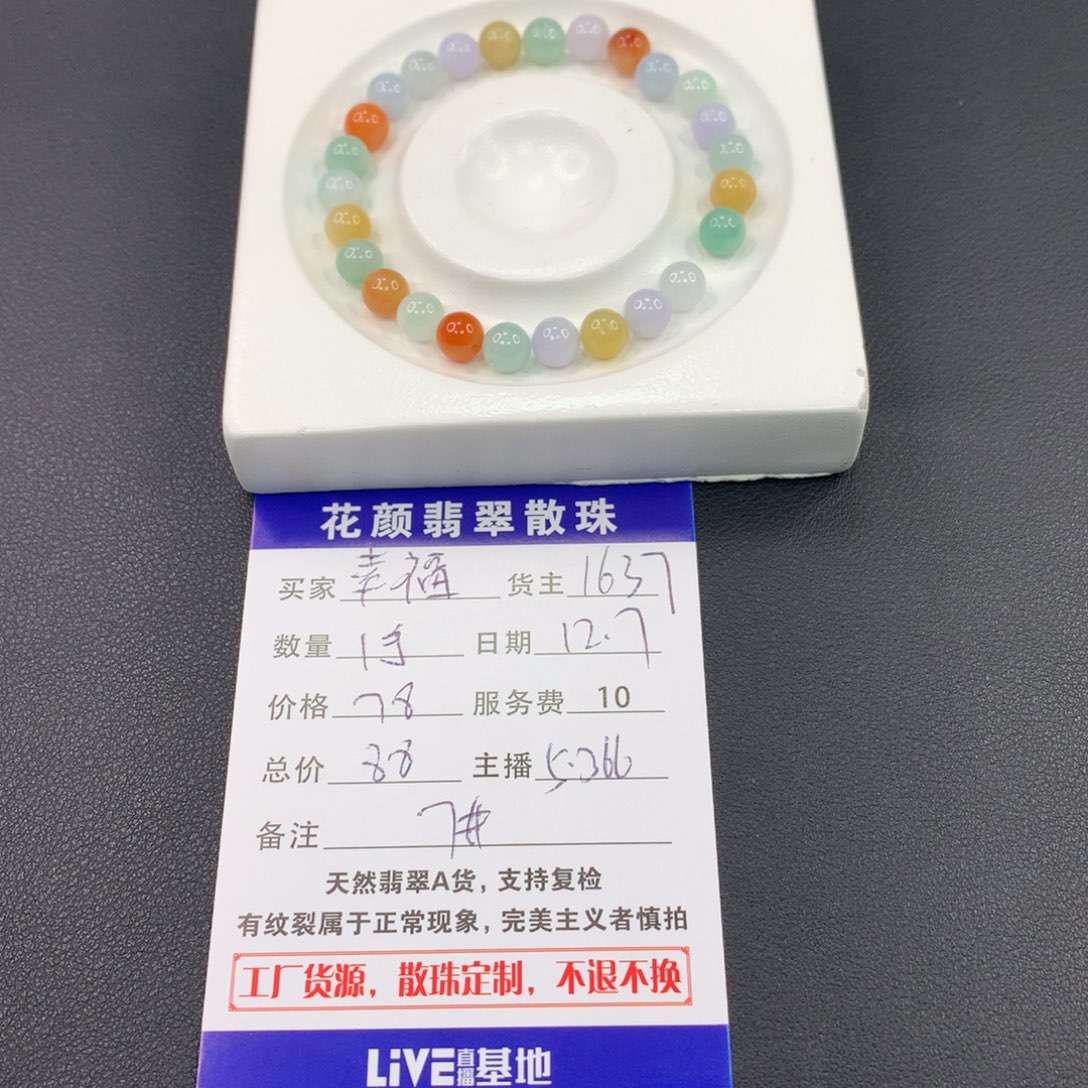 花颜翡翠散珠
买家 幸福 货主 1637
数量 1手 日期 12.7
价格 78 服务费 10
总价 88 主播
备注 7#
天然翡翠A货，支持复检
有纹裂属于正常现象，完美主义者慎拍
工厂货源，散珠定制，不退不换
LiVE直播基地